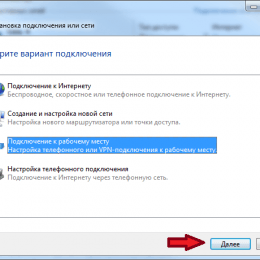 тановка подключения или сети
рите вариант подключения
Подключение к Интернету
Беспроводное, скоростное или телефонное подключение к Интернету.
Создание и настройка новой сети
Настройка нового маршрутизатора или точки доступа.
Подключение к рабочему месту
Настройка телефонного или VPN-подключения к рабочему месту.
Настройка телефонного подключения
Подключение к Интернету через телефонную сеть.
Далее